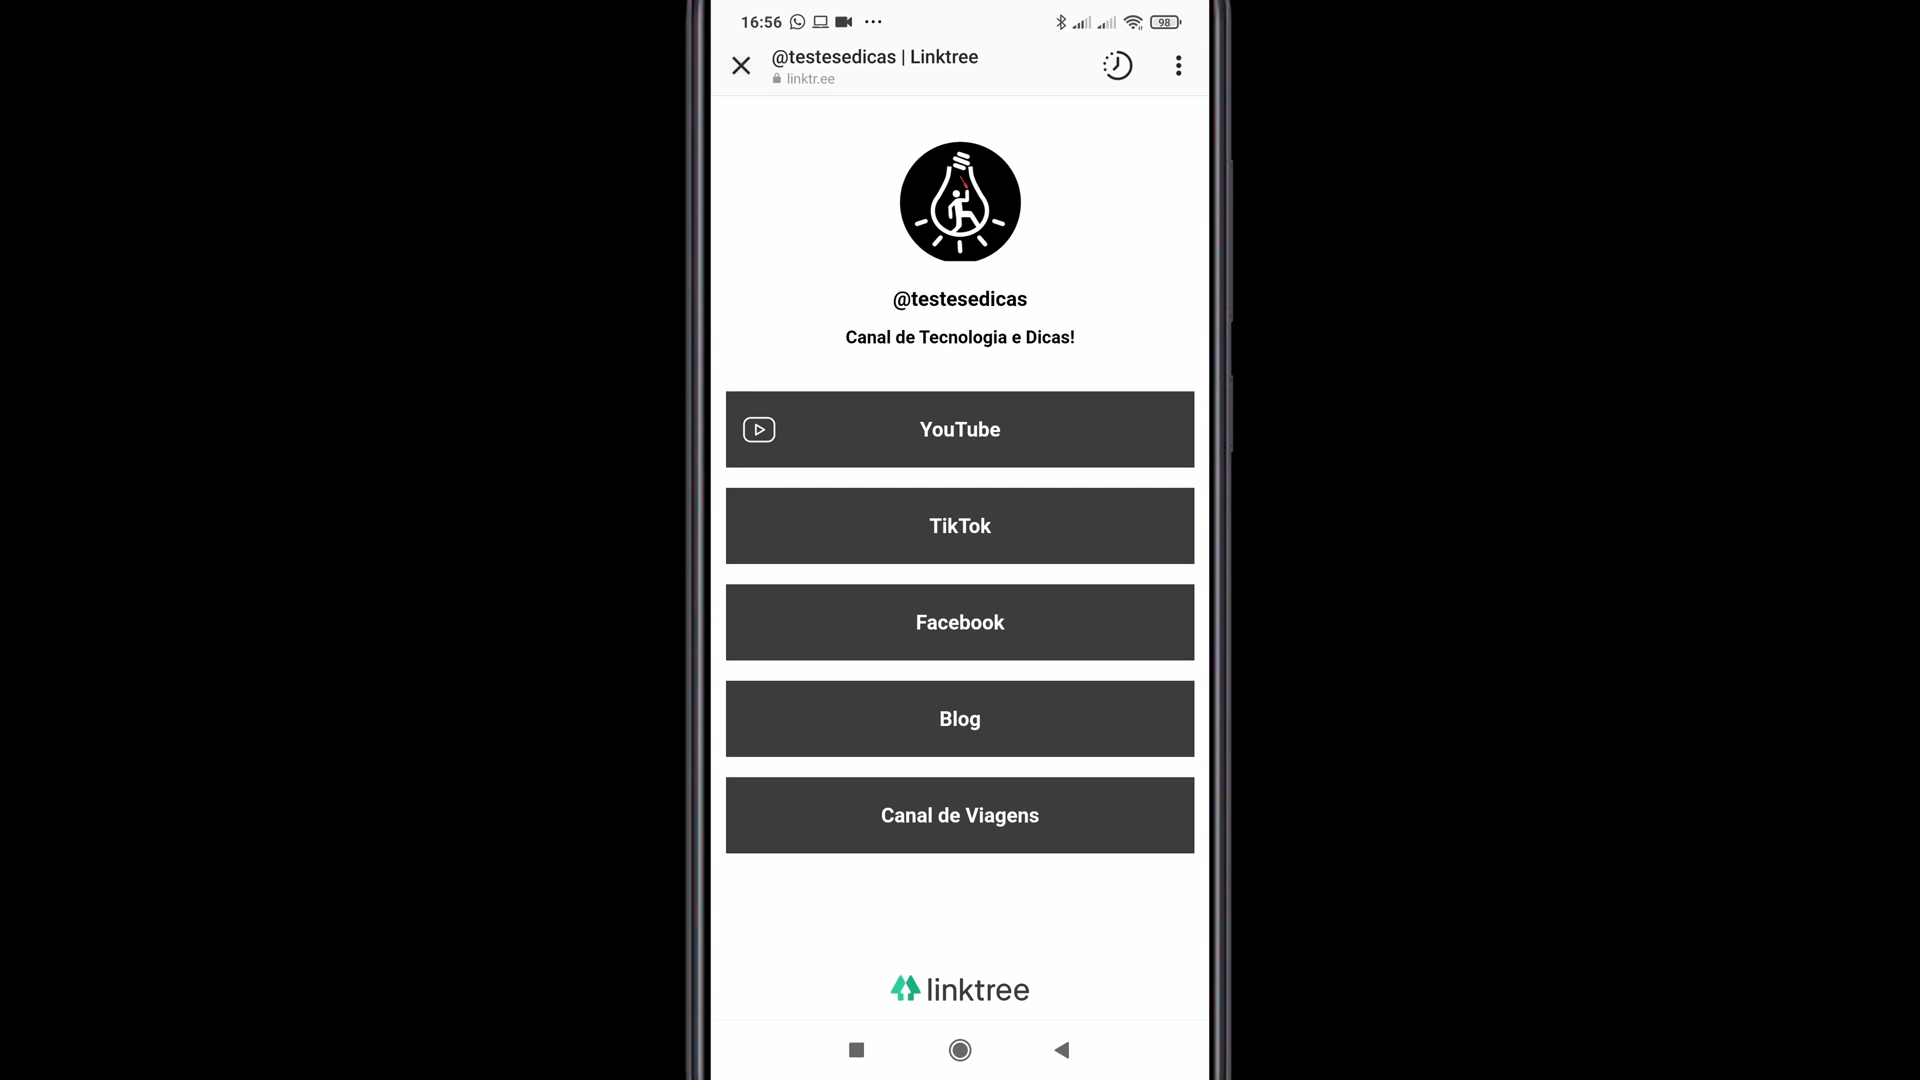 16:56
98
@testesedicas | Linktree
linktr.ee
@testesedicas
Canal de Tecnologia e Dicas!
YouTube
TikTok
Facebook
Blog
Canal de Viagens
linktree